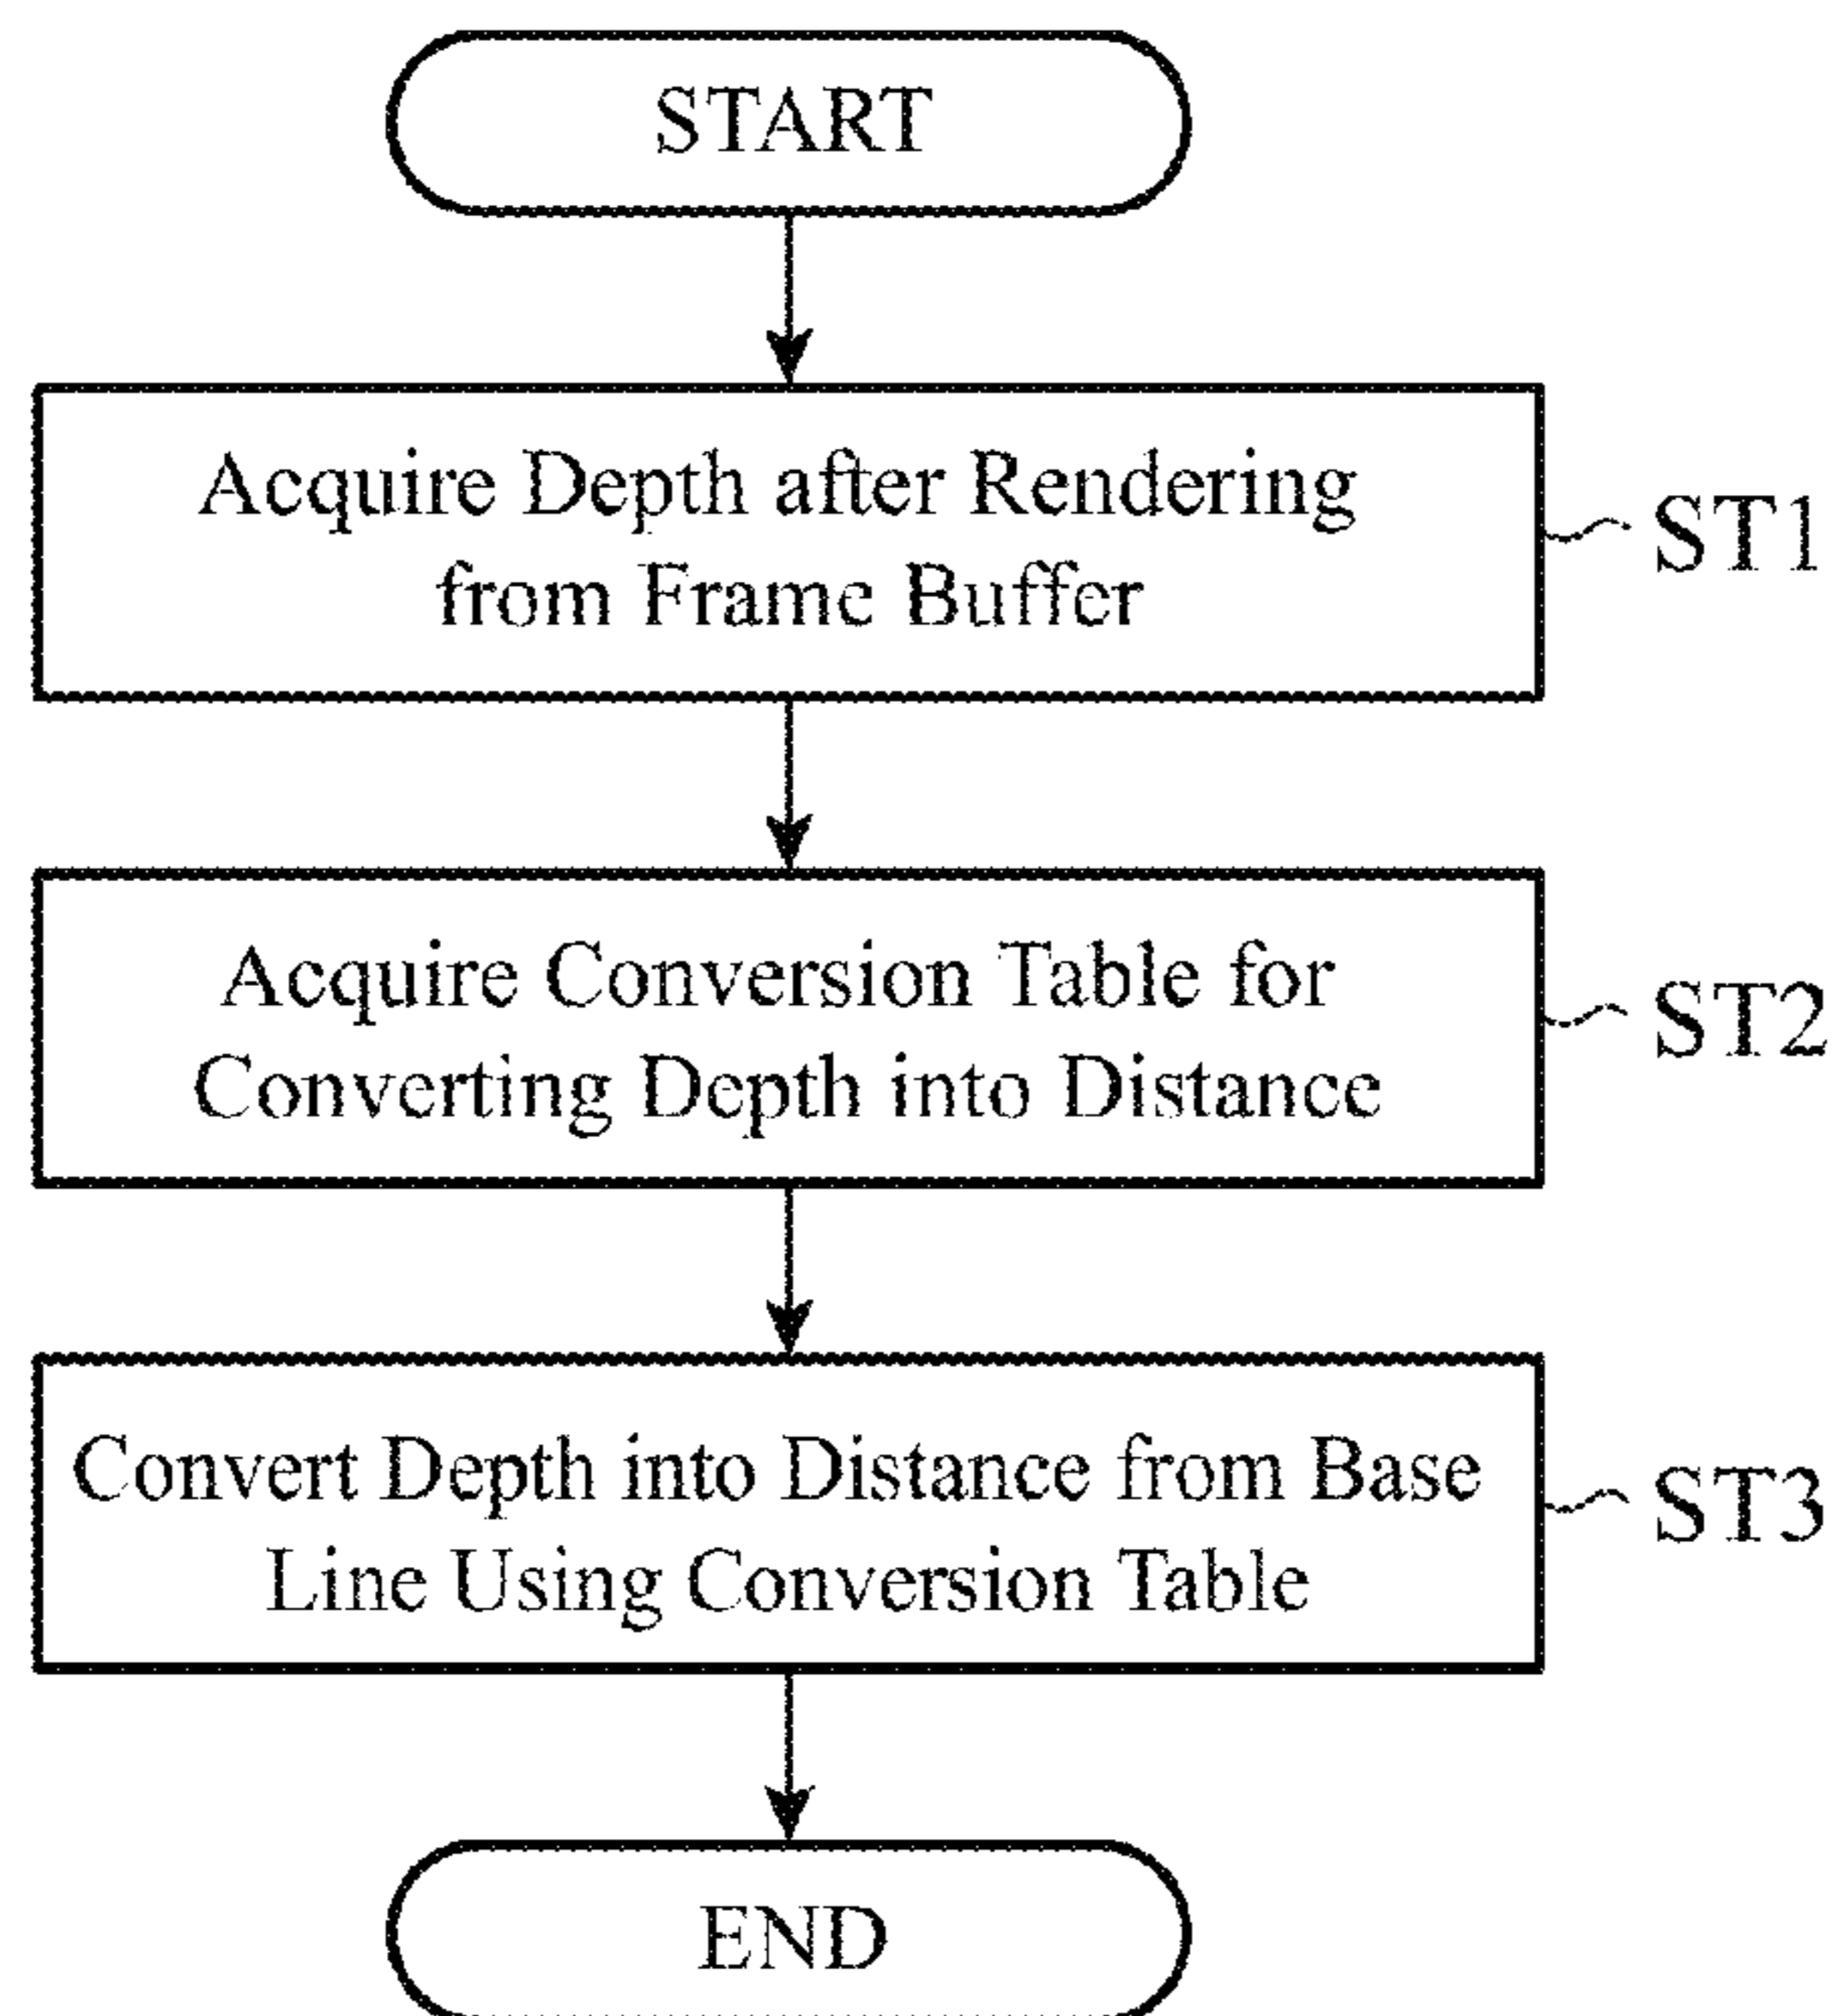 START
Acquire Depth after Rendering
from Frame Buffer
ST1
Acquire Conversion Table for
Converting Depth into Distance
ST2
Convert Depth into Distance from Base
Line Using Conversion Table
ST3
END